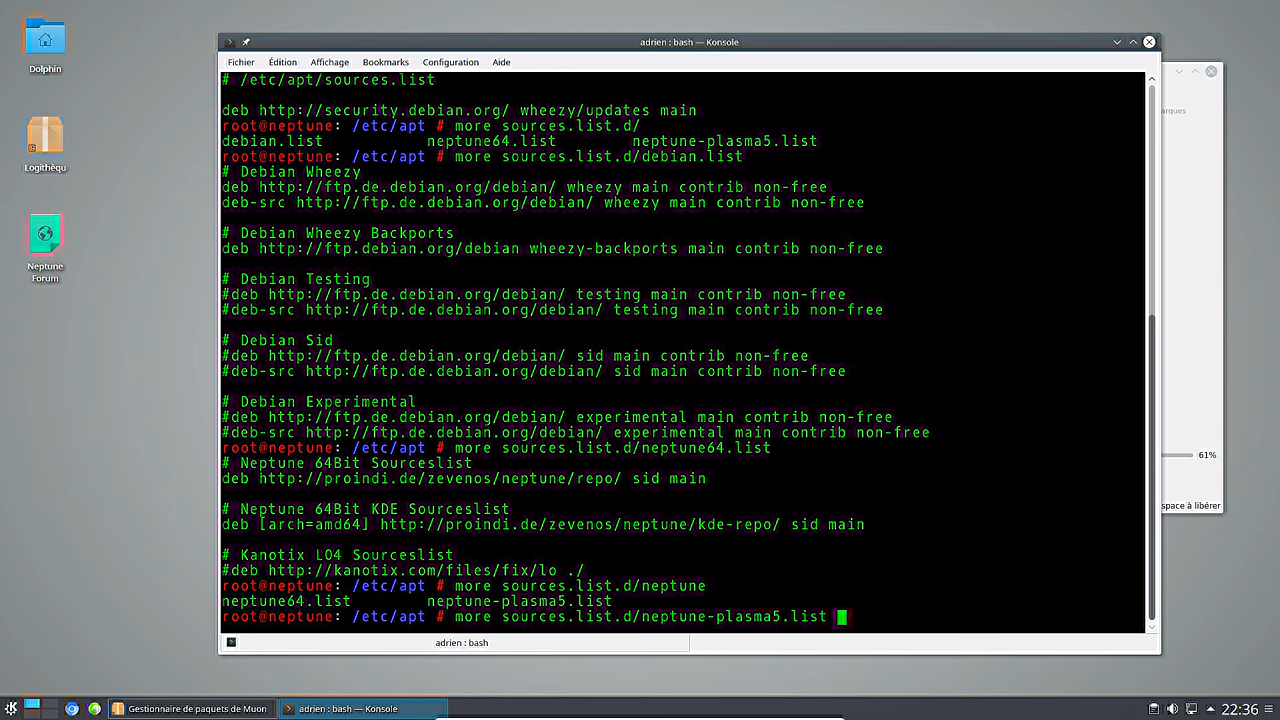 Dolphin
Logithèqu
Neptune
Forum
adrien : bash — Konsole
Fichier Édition Affichage Bookmarks Configuration Aide
# /etc/apt/sources.list
deb http://security.debian.org/ wheezy/updates main
root@neptune: /etc/apt # more sources.list.d/
debian.list neptune64.list neptune-plasma5.list
root@neptune: /etc/apt # more sources.list.d/debian.list
# Debian Wheezy
deb http://ftp.de.debian.org/debian/ wheezy main contrib non-free
deb-src http://ftp.de.debian.org/debian/ wheezy main contrib non-free
# Debian Wheezy Backports
deb http://ftp.debian.org/debian wheezy-backports main contrib non-free
# Debian Testing
#deb http://ftp.de.debian.org/debian/ testing main contrib non-free
#deb-src http://ftp.de.debian.org/debian/ testing main contrib non-free
# Debian Sid
#deb http://ftp.de.debian.org/debian/ sid main contrib non-free
#deb-src http://ftp.de.debian.org/debian/ sid main contrib non-free
# Debian Experimental
#deb http://ftp.de.debian.org/debian/ experimental main contrib non-free
#deb-src http://ftp.de.debian.org/debian/ experimental main contrib non-free
root@neptune: /etc/apt # more sources.list.d/neptune64.list
# Neptune 64Bit Sourceslist
deb http://proindi.de/zevenos/neptune/repo/ sid main
# Neptune 64Bit KDE Sourceslist
deb [arch=amd64] http://proindi.de/zevenos/neptune/kde-repo/ sid main
# Kanotix LO4 Sourceslist
#deb http://kanotix.com/files/fix/lo ./
root@neptune: /etc/apt # more sources.list.d/neptune
neptune64.list neptune-plasma5.list
root@neptune: /etc/apt # more sources.list.d/neptune-plasma5.list
adrien : bash
arques
61%
space à libérer
Gestionnaire de paquets de Muon
adrien : bash — Konsole
22:36